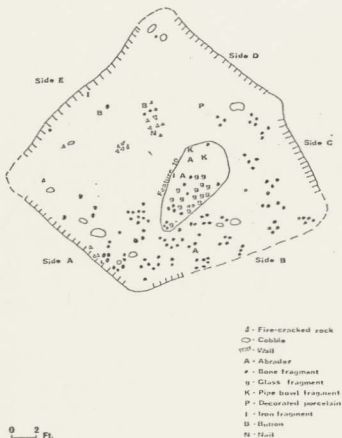 Side D
Side E
I
B
B
P
N
Side C
K
A K
I A g g
g g g
Feature 10
A
Side A
Side B
- Fire-cracked rock
- Cobble
- Wall
A - Abrader
- Bone fragment
g - Glass fragment
K - Pipe bowl fragment
P - Decorated porcelain
I - Iron fragment
B - Button
N - Nail
0 2 Ft.